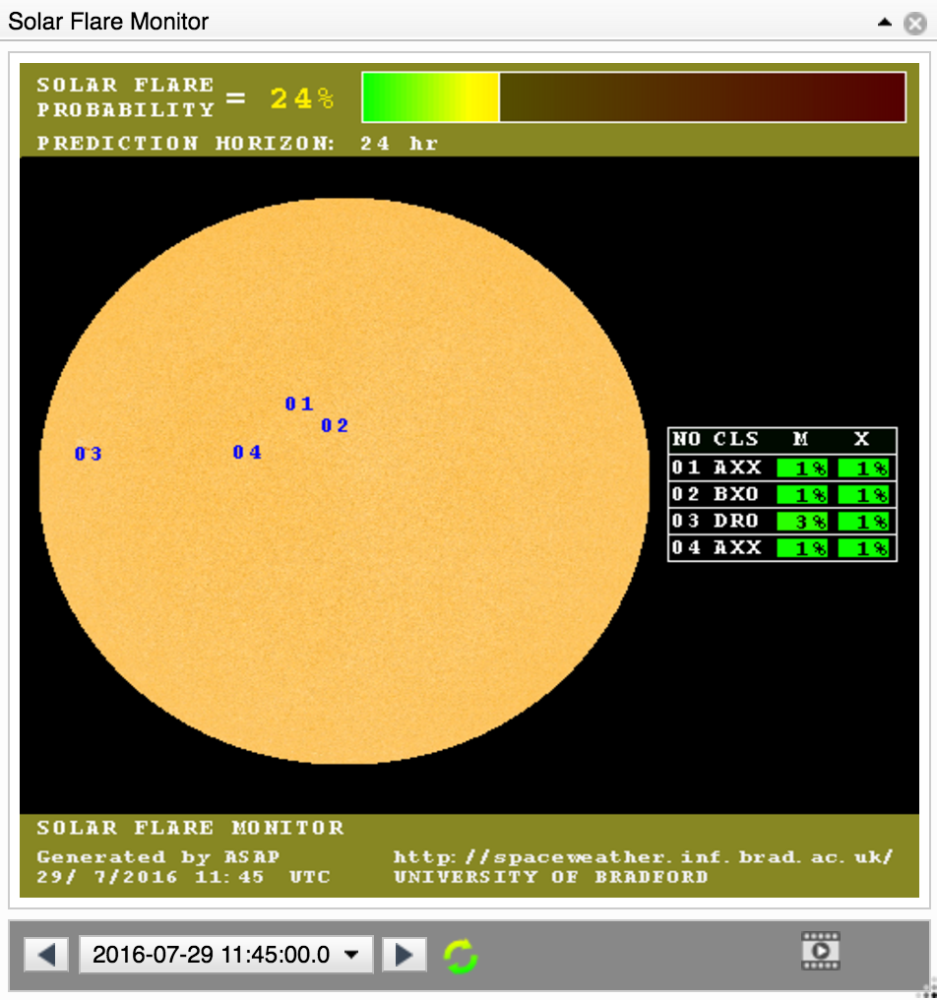 Solar Flare Monitor
SOLAR FLARE
PROBABILITY = 24%
PREDICTION HORIZON: 24 hr
01
02
03
04
NO CLS M X
01 AXX 1% 1%
02 BXO 1% 1%
03 DRO 3% 1%
04 AXX 1% 1%
SOLAR FLARE MONITOR
Generated by ASAP
29/ 7/2016 11:45 UTC
http://spaceweather.inf.brad.ac.uk/
UNIVERSITY OF BRADFORD
2016-07-29 11:45:00.0